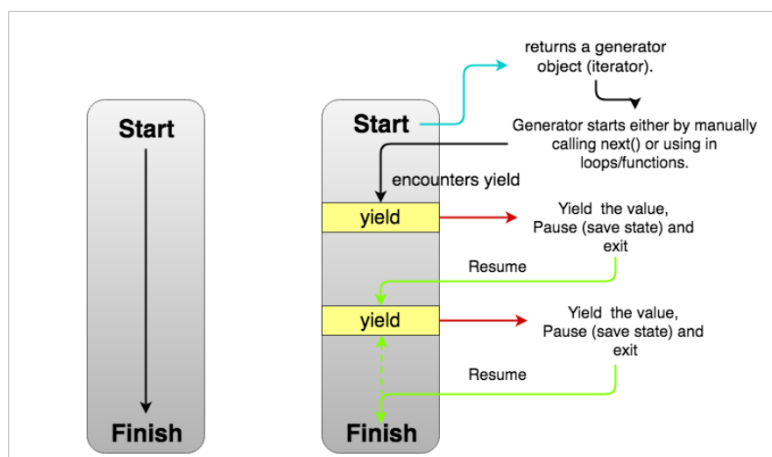 Start
Finish
Start
returns a generator
object (iterator).
Generator starts either by manually
calling next() or using in
loops/functions.
encounters yield
yield
Yield the value,
Pause (save state) and
exit
Resume
yield
Yield the value,
Pause (save state) and
exit
Resume
Finish